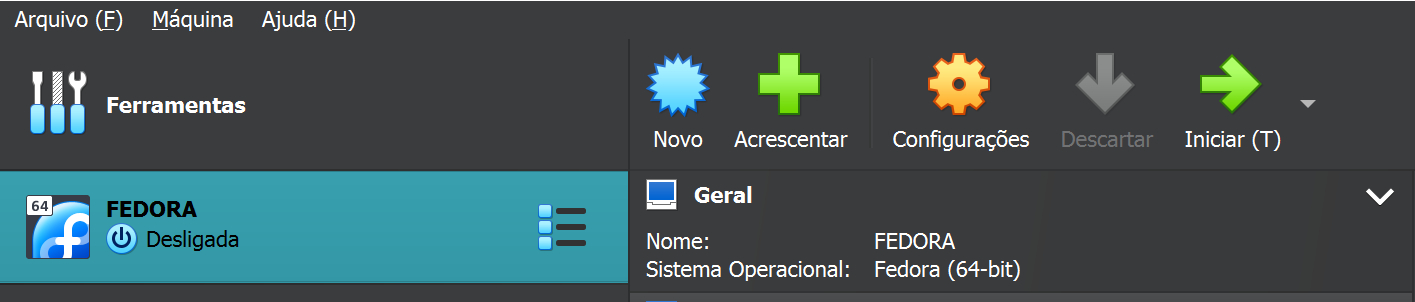 Arquivo (F) Máquina Ajuda (H)
Ferramentas
Novo Acrescentar Configurações Descartar Iniciar (T)
64
FEDORA
Desligada
Geral
Nome: FEDORA
Sistema Operacional: Fedora (64-bit)